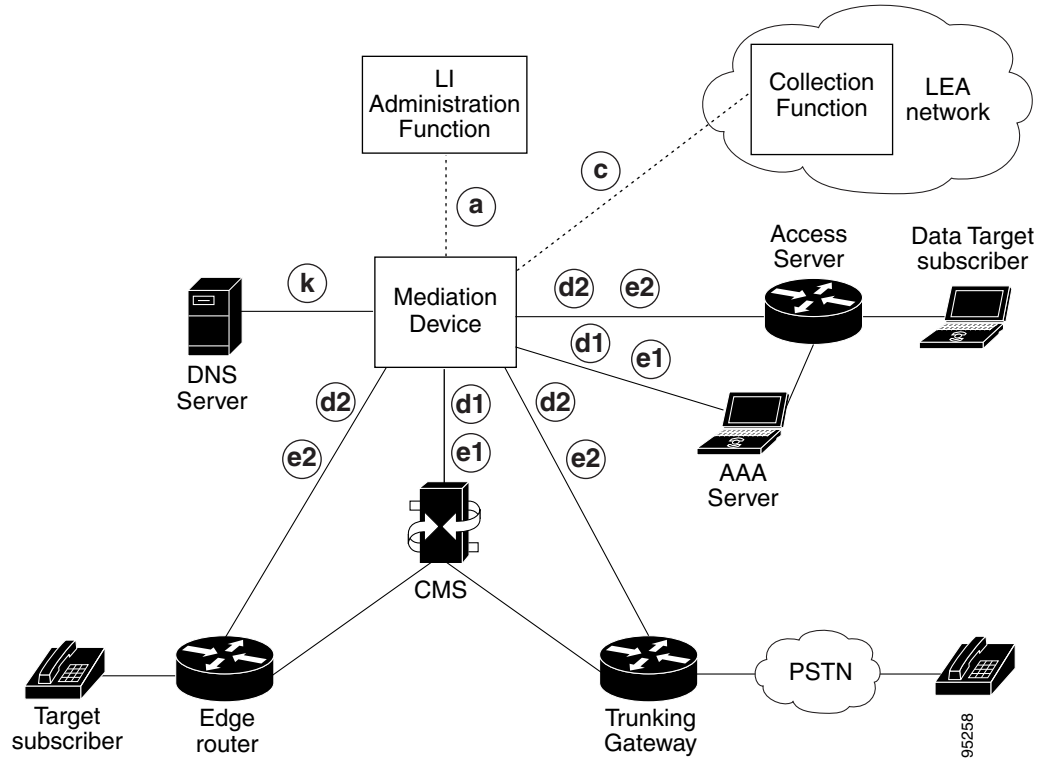 LI
Administration
Function
Collection
Function
LEA
network
c
a
Access
Server
Data Target
subscriber
k
Mediation
Device
d2
e2
d1
e1
DNS
Server
d2
d1
d2
e2
e1
e2
AAA
Server
CMS
PSTN
Target
subscriber
Edge
router
Trunking
Gateway
95258